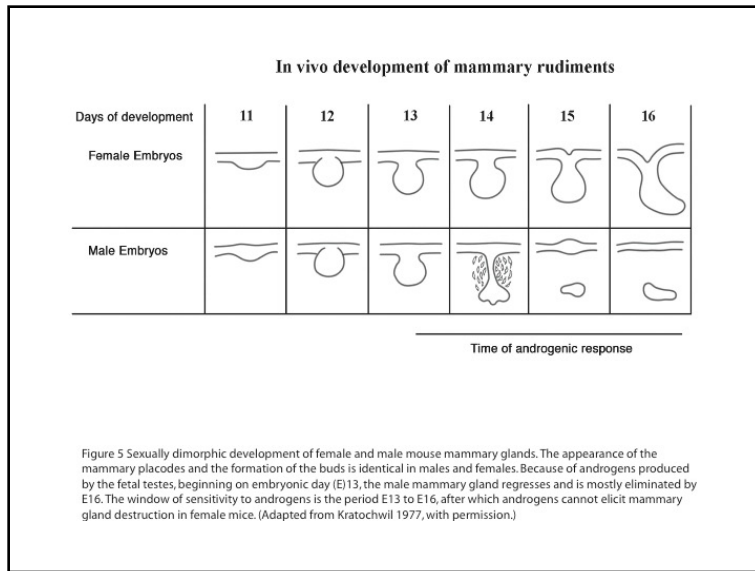 In vivo development of mammary rudiments
Days of development 11 12 13 14 15 16
Female Embryos
Male Embryos
Time of androgenic response
Figure 5 Sexually dimorphic development of female and male mouse mammary glands. The appearance of the
mammary placodes and the formation of the buds is identical in males and females. Because of androgens produced
by the fetal testes, beginning on embryonic day (E)13, the male mammary gland regresses and is mostly eliminated by
E16. The window of sensitivity to androgens is the period E13 to E16, after which androgens cannot elicit mammary
gland destruction in female mice. (Adapted from Kratochwil 1977, with permission.)